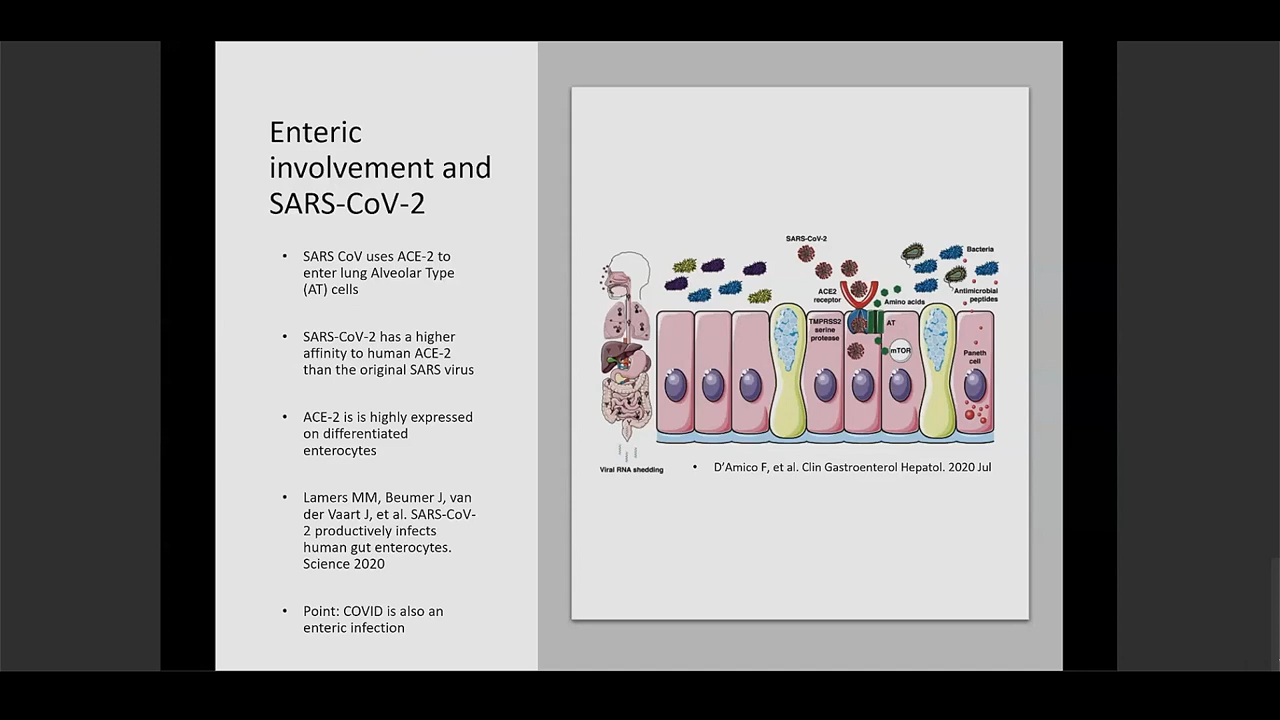 Enteric
involvement and
SARS-CoV-2
• SARS CoV uses ACE-2 to
enter lung Alveolar Type
(AT) cells
• SARS-CoV-2 has a higher
affinity to human ACE-2
than the original SARS virus
• ACE-2 is is highly expressed
on differentiated
enterocytes
• Lamers MM, Beumer J, van
der Vaart J, et al. SARS-CoV-
2 productively infects
human gut enterocytes.
Science 2020
• Point: COVID is also an
enteric infection
SARS-CoV-2
Bacteria
ACE2
receptor
Amino acids
Antimicrobial
peptides
TMPRSS2
serine
protease
AT
mTOR
Paneth
cell
Viral RNA shedding
• D'Amico F, et al. Clin Gastroenterol Hepatol. 2020 Jul